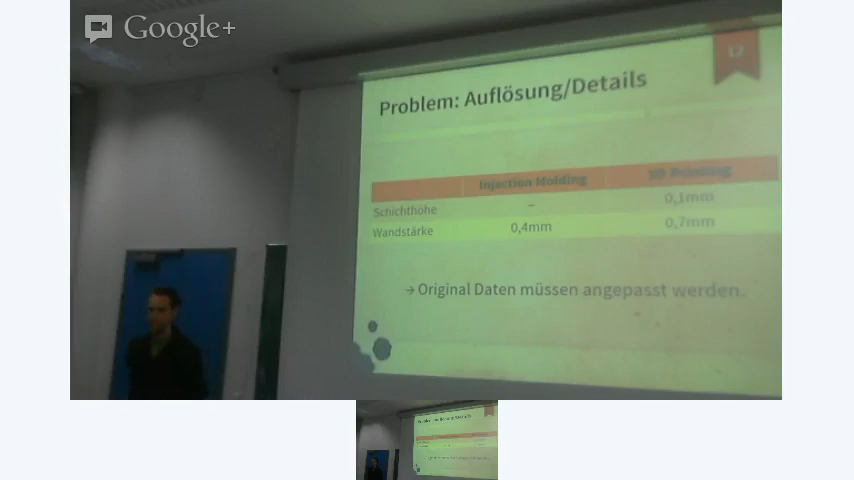 Google+
17
Problem: Auflösung/Details
Injection Molding 3D Printing
Schichthöhe – 0,1mm
Wandstärke 0,4mm 0,7mm
→ Original Daten müssen angepasst werden.